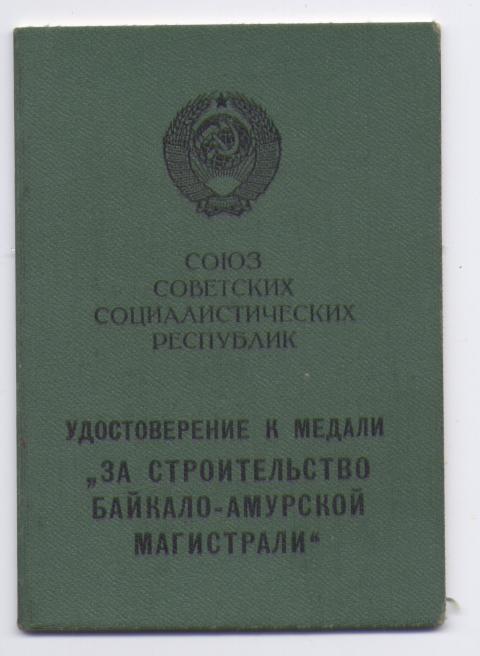 СОЮЗ
СОВЕТСКИХ
СОЦИАЛИСТИЧЕСКИХ
РЕСПУБЛИК
УДОСТОВЕРЕНИЕ К МЕДАЛИ
„ЗА СТРОИТЕЛЬСТВО
БАЙКАЛО-АМУРСКОЙ
МАГИСТРАЛИ“